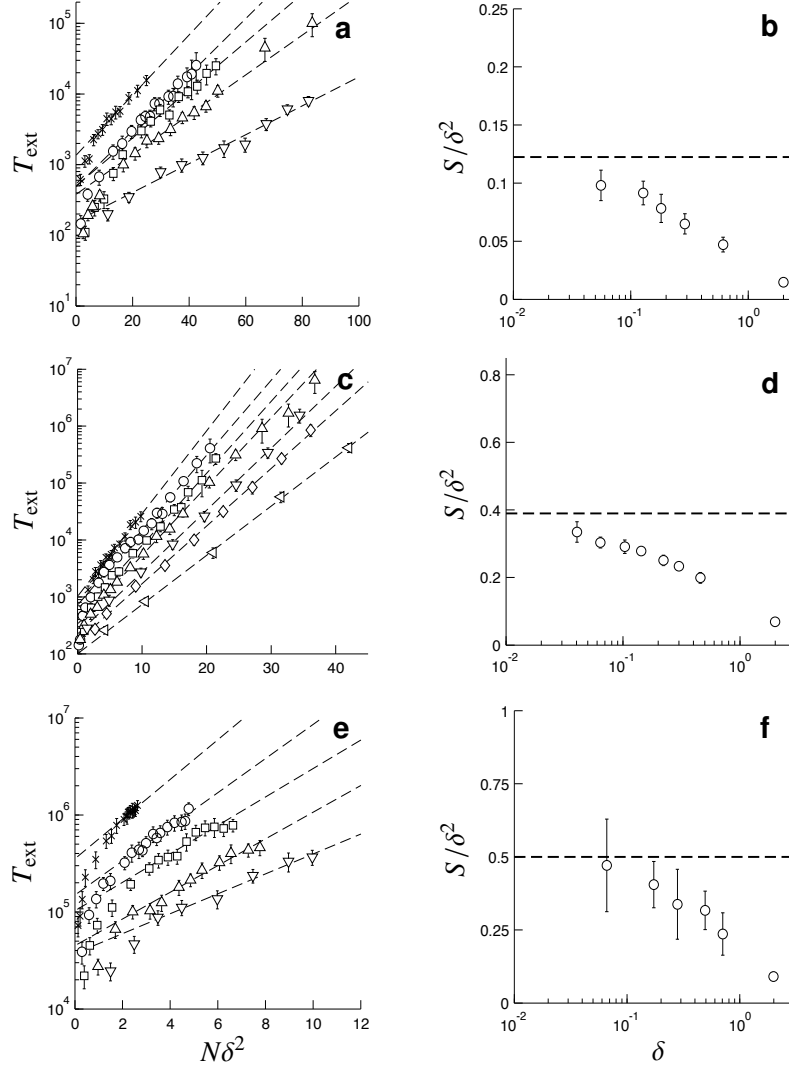 a
T_ext
10^5
10^4
10^3
10^2
10^1
0 20 40 60 80 100
b
S/δ^2
0.25
0.2
0.15
0.1
0.05
0
10^-2 10^-1 10^0
c
T_ext
10^7
10^6
10^5
10^4
10^3
10^2
0 10 20 30 40
d
S/δ^2
0.8
0.6
0.4
0.2
0
10^-2 10^-1 10^0
e
T_ext
10^7
10^6
10^5
10^4
0 2 4 6 8 10 12
Nδ^2
f
S/δ^2
1
0.75
0.5
0.25
0
10^-2 10^-1 10^0
δ